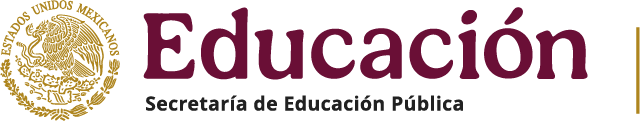 ESTADOS UNIDOS MEXICANOS
Educación
Secretaría de Educación Pública